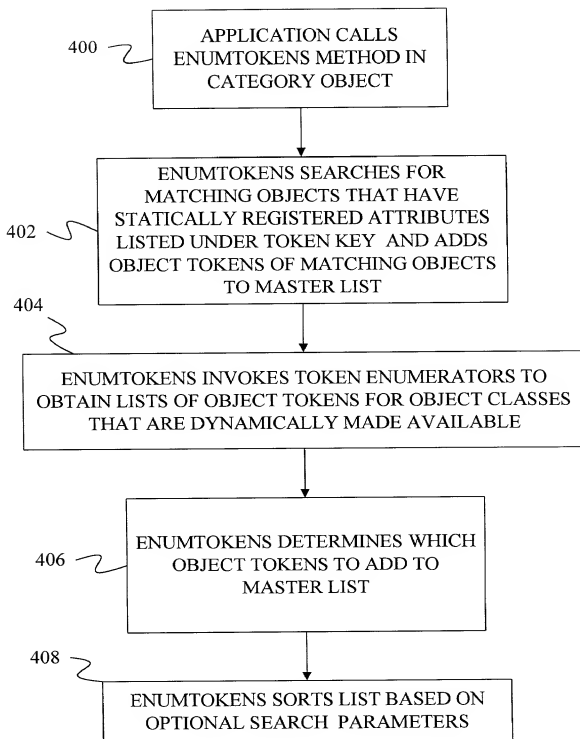 400
APPLICATION CALLS
ENUMTOKENS METHOD IN
CATEGORY OBJECT
402
ENUMTOKENS SEARCHES FOR
MATCHING OBJECTS THAT HAVE
STATICALLY REGISTERED ATTRIBUTES
LISTED UNDER TOKEN KEY AND ADDS
OBJECT TOKENS OF MATCHING OBJECTS
TO MASTER LIST
404
ENUMTOKENS INVOKES TOKEN ENUMERATORS TO
OBTAIN LISTS OF OBJECT TOKENS FOR OBJECT CLASSES
THAT ARE DYNAMICALLY MADE AVAILABLE
406
ENUMTOKENS DETERMINES WHICH
OBJECT TOKENS TO ADD TO
MASTER LIST
408
ENUMTOKENS SORTS LIST BASED ON
OPTIONAL SEARCH PARAMETERS